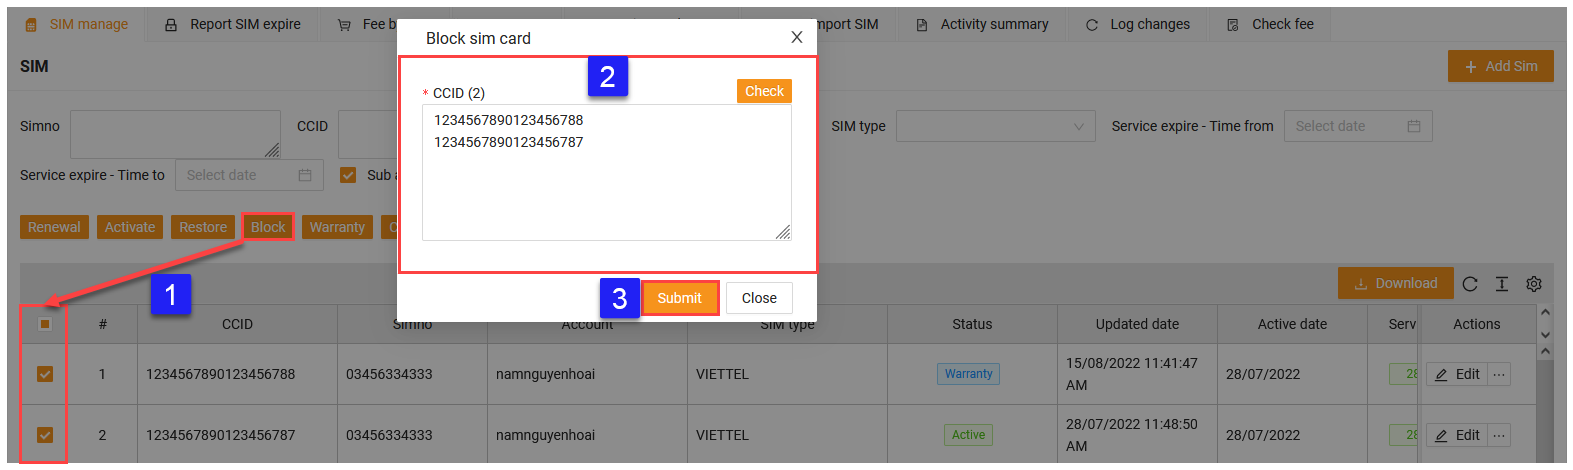 SIM manage Report SIM expire Fee Import SIM Activity summary Log changes Check fee
Block sim card
SIM
Add Sim
2
* CCID (2) Check
Simno CCID SIM type Service expire - Time from Select date
1234567890123456788
1234567890123456787
Service expire - Time to Select date Sub
Renewal Activate Restore Block Warranty
1
3 Submit Close
Download
# CCID Simno Account SIM type Status Updated date Active date Serv Actions
1 1234567890123456788 03456334333 namnguyenhoai VIETTEL Warranty 15/08/2022 11:41:47 AM 28/07/2022 28 Edit ...
2 1234567890123456787 03456334333 namnguyenhoai VIETTEL Active 28/07/2022 11:48:50 AM 28/07/2022 28 Edit ...